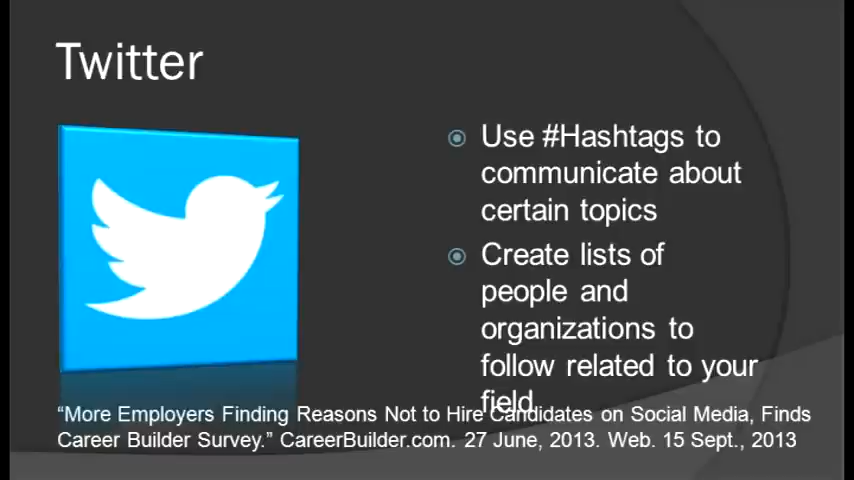 Twitter
Use #Hashtags to
communicate about
certain topics
Create lists of
people and
organizations to
follow related to your
field
“More Employers Finding Reasons Not to Hire Candidates on Social Media, Finds
Career Builder Survey.” CareerBuilder.com. 27 June, 2013. Web. 15 Sept., 2013